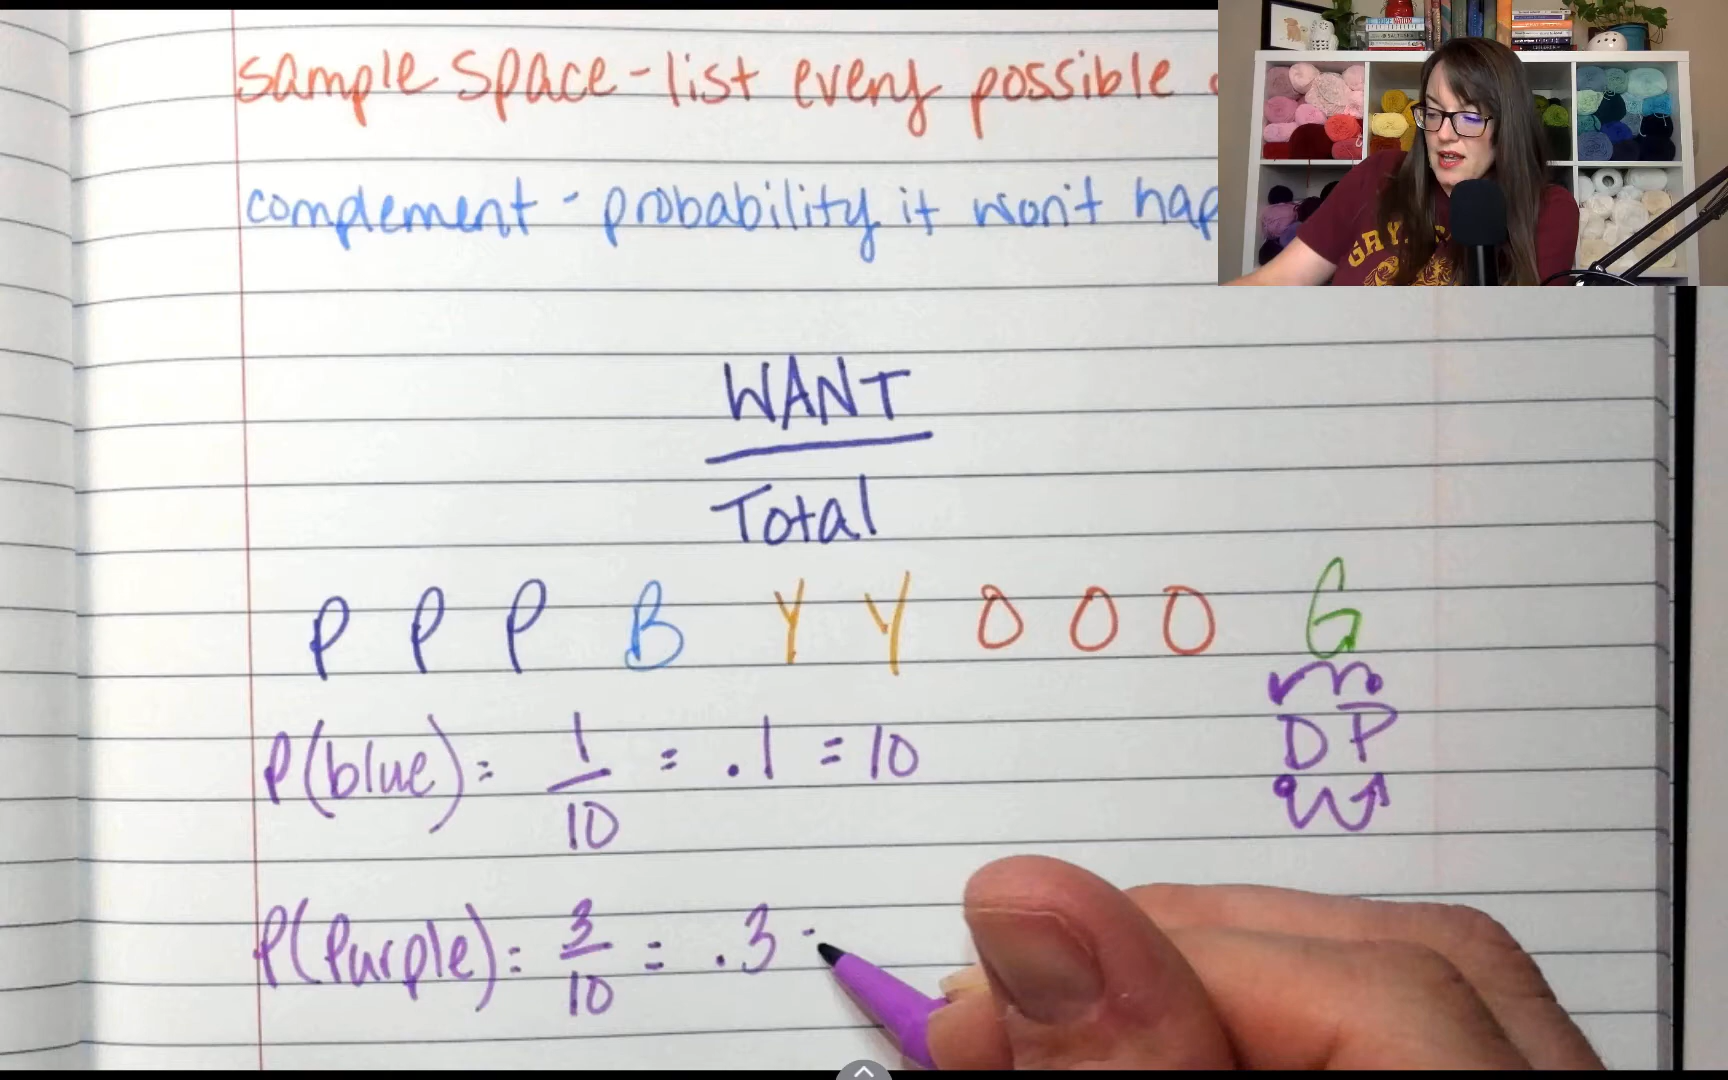 sample space - list every possible
complement - probability it won't hap
WANT
Total
P P P B Y Y O O O G
D P
P(blue) = 1/10 = .1 = 10
P(Purple) = 3/10 = .3 -